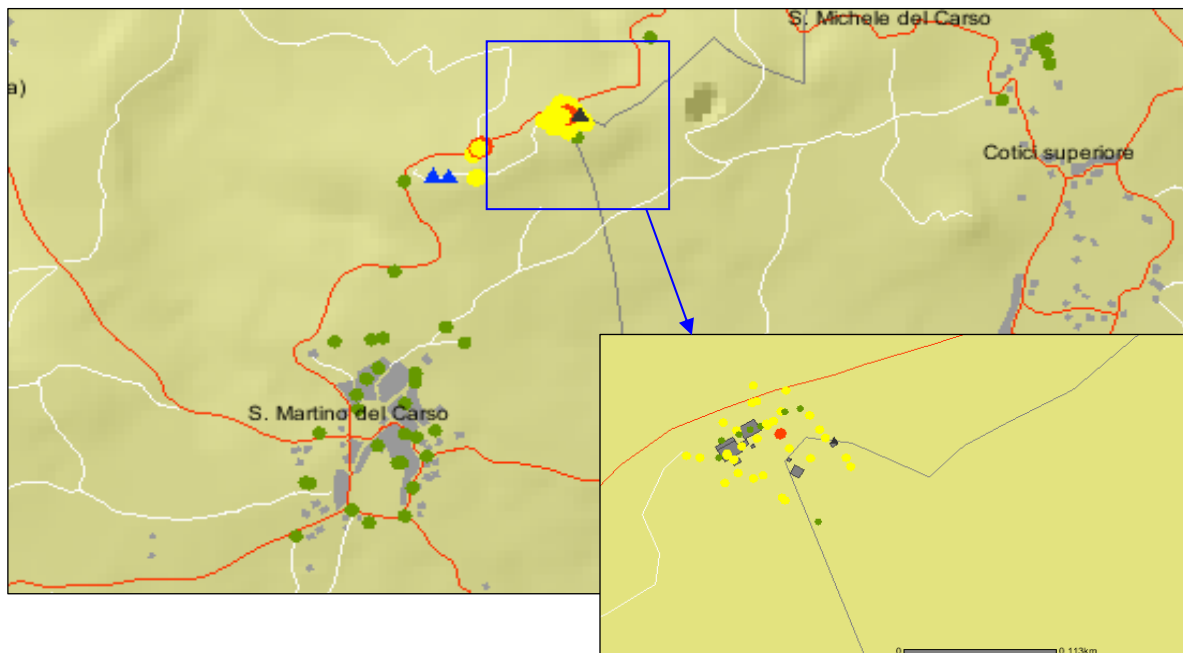 S. Michele del Carso
a)
Cotici superiore
S. Martino del Carso
0 0.113km